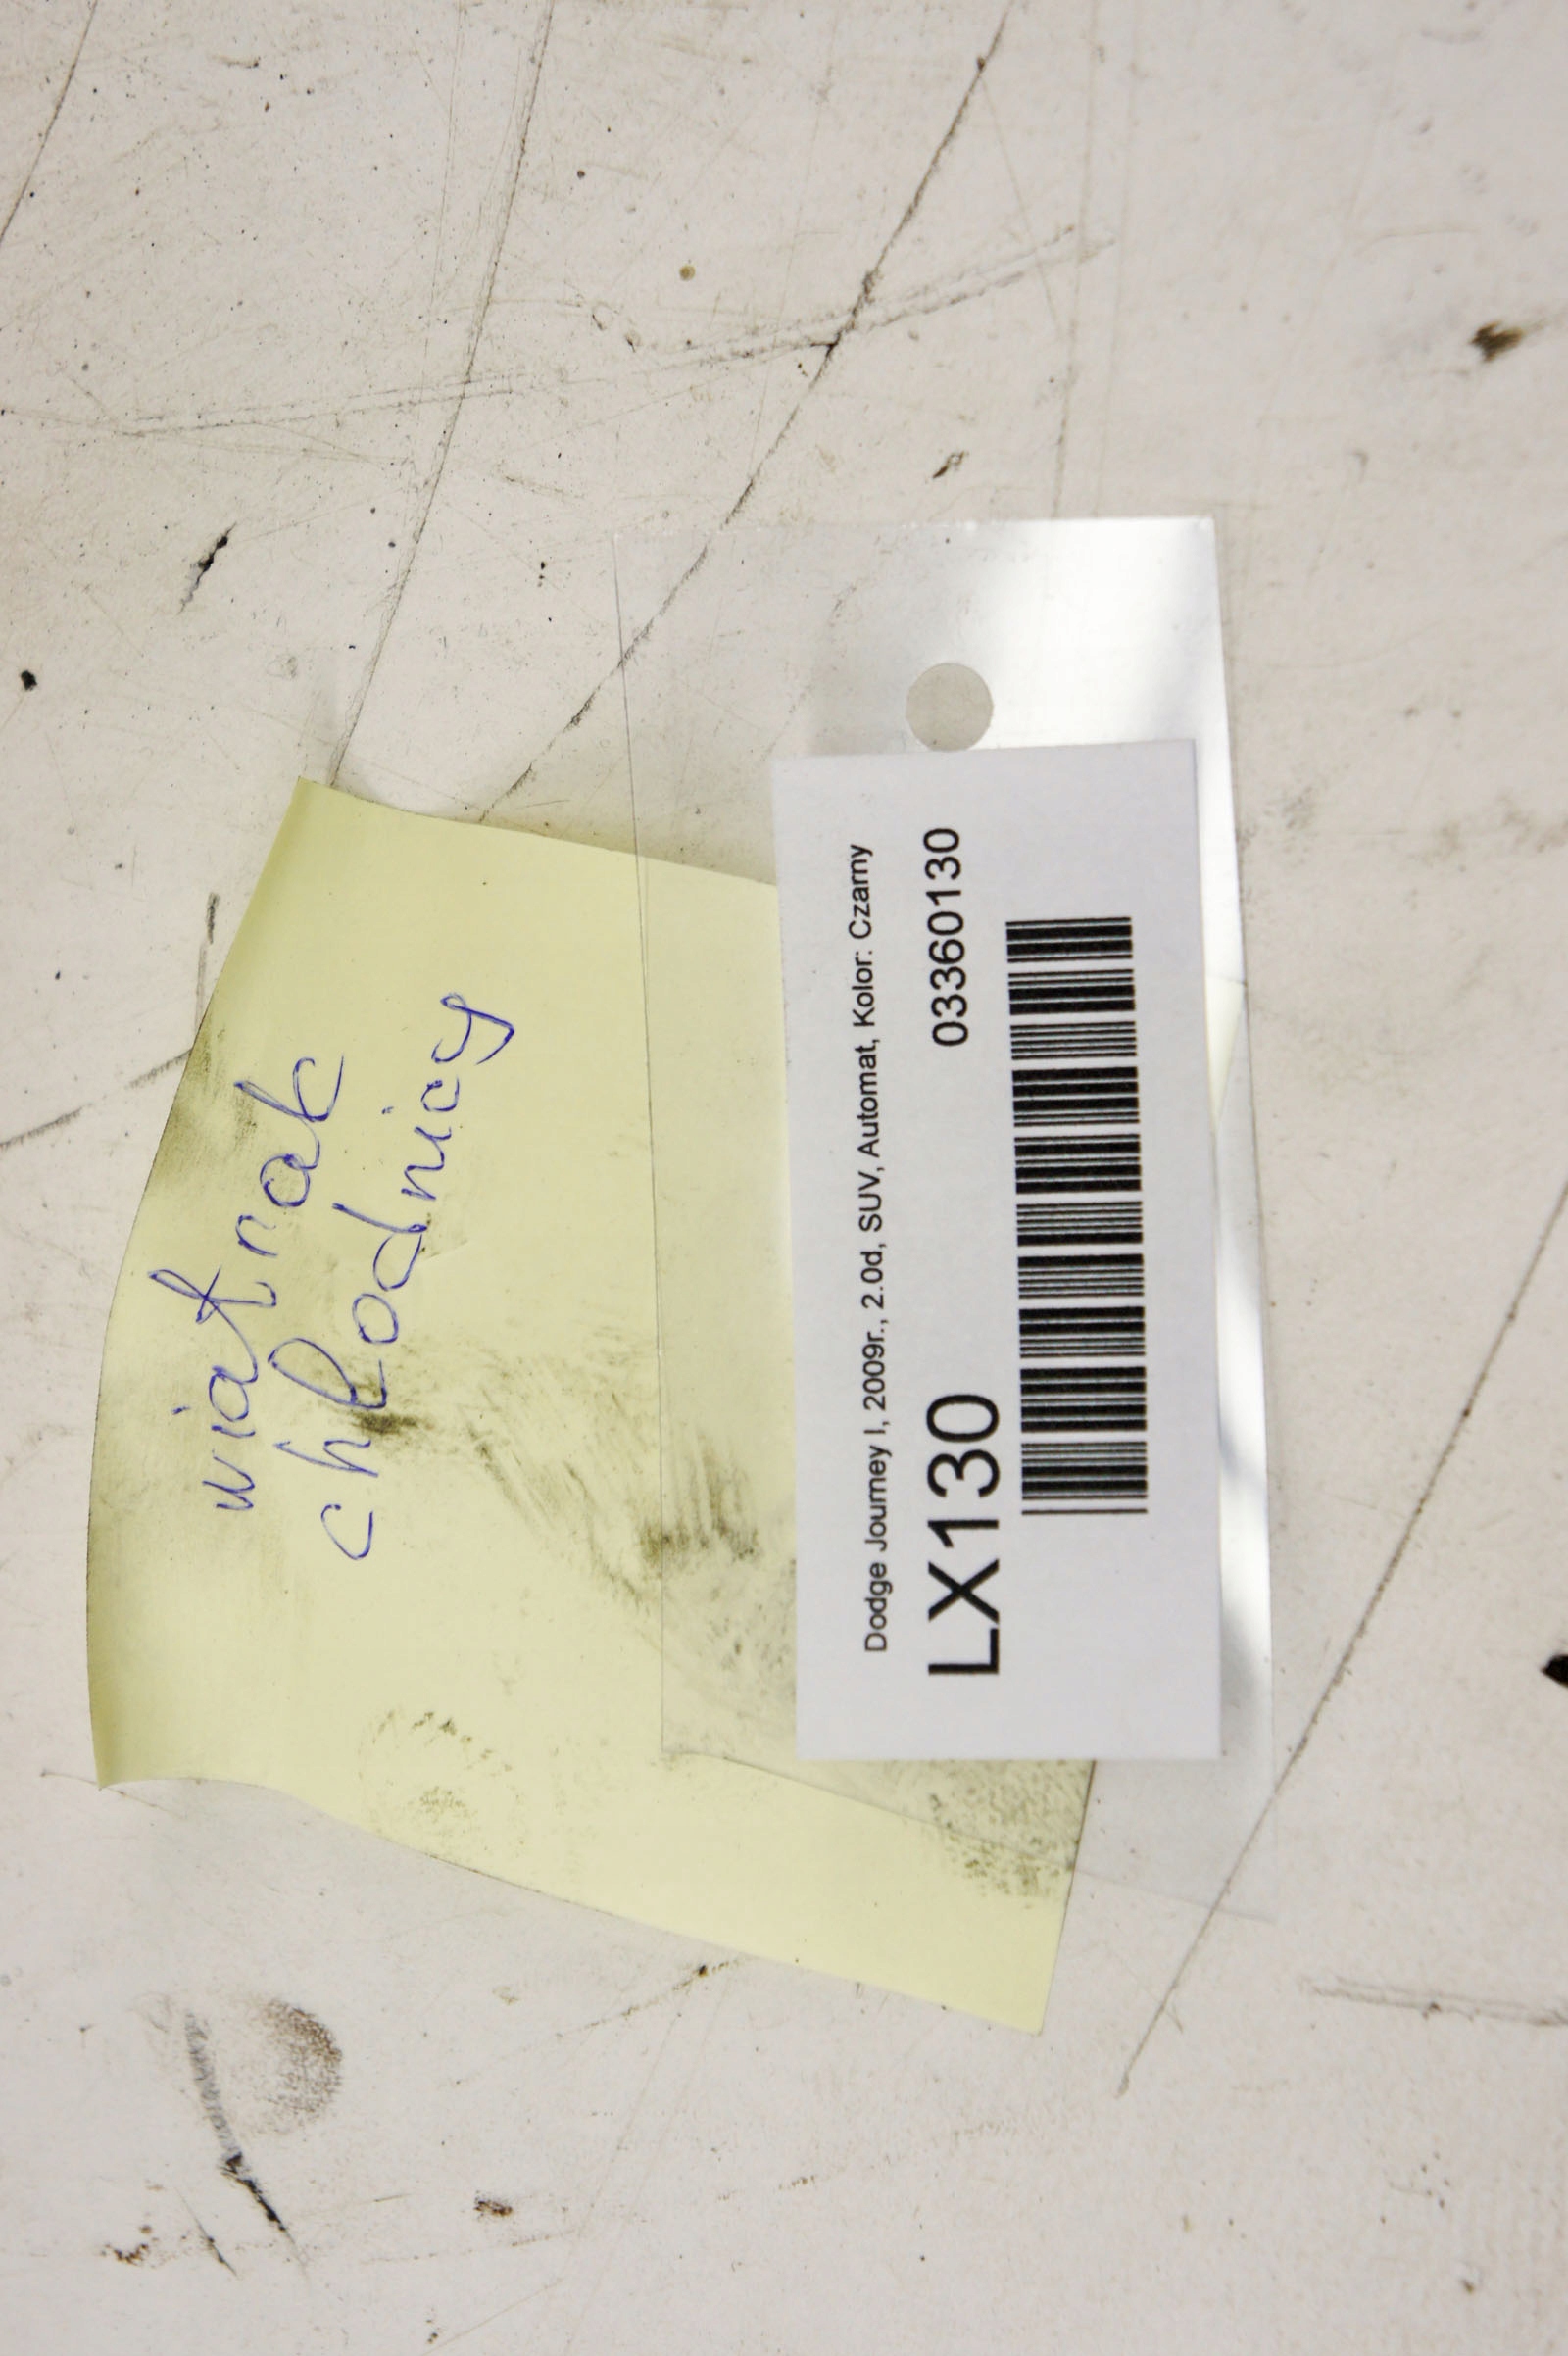 wiatrak
chłodnicy
Dodge Journey I, 2009r., 2.0d, SUV, Automat, Kolor: Czarny
LX130 03360130